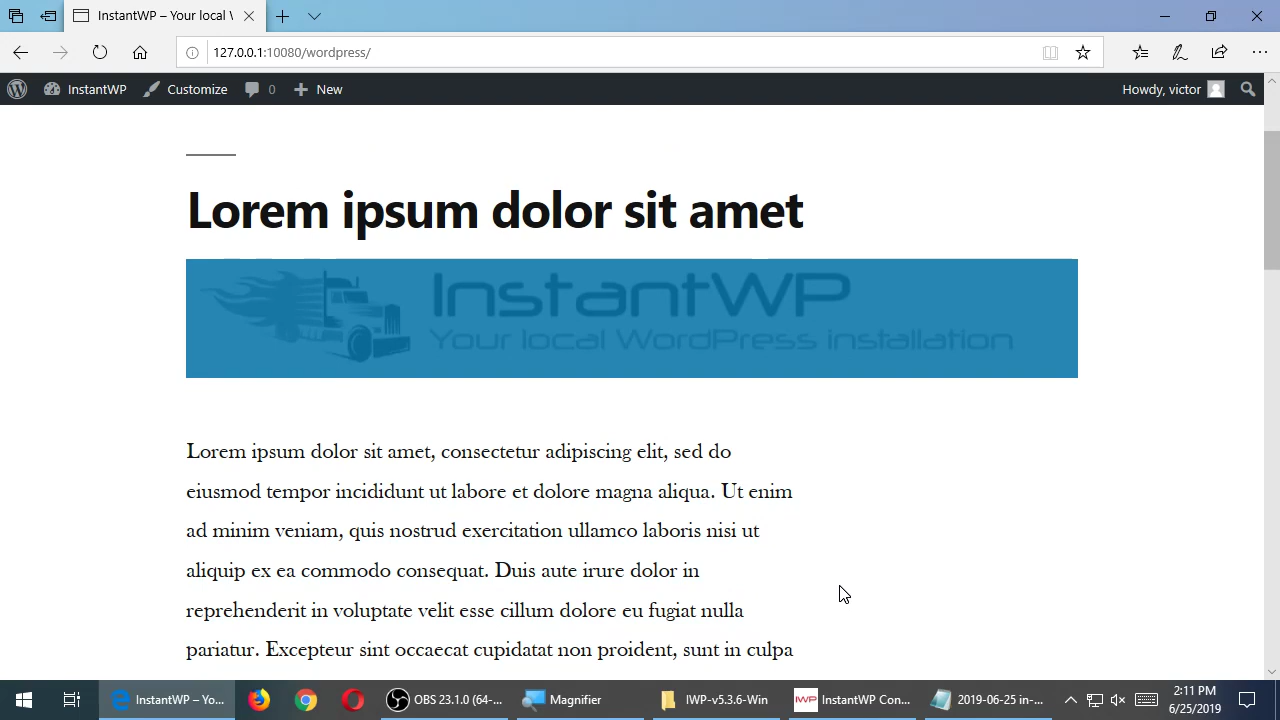 InstantWP – Your local \
127.0.0.1:10080/wordpress/
InstantWP Customize 0 New Howdy, victor
Lorem ipsum dolor sit amet
InstantWP
Your local WordPress installation
Lorem ipsum dolor sit amet, consectetur adipiscing elit, sed do
eiusmod tempor incididunt ut labore et dolore magna aliqua. Ut enim
ad minim veniam, quis nostrud exercitation ullamco laboris nisi ut
aliquip ex ea commodo consequat. Duis aute irure dolor in
reprehenderit in voluptate velit esse cillum dolore eu fugiat nulla
pariatur. Excepteur sint occaecat cupidatat non proident, sunt in culpa
InstantWP – Yo... OBS 23.1.0 (64-... Magnifier IWP-v5.3.6-Win IWP InstantWP Con... 2019-06-25 in-... 2:11 PM
6/25/2019